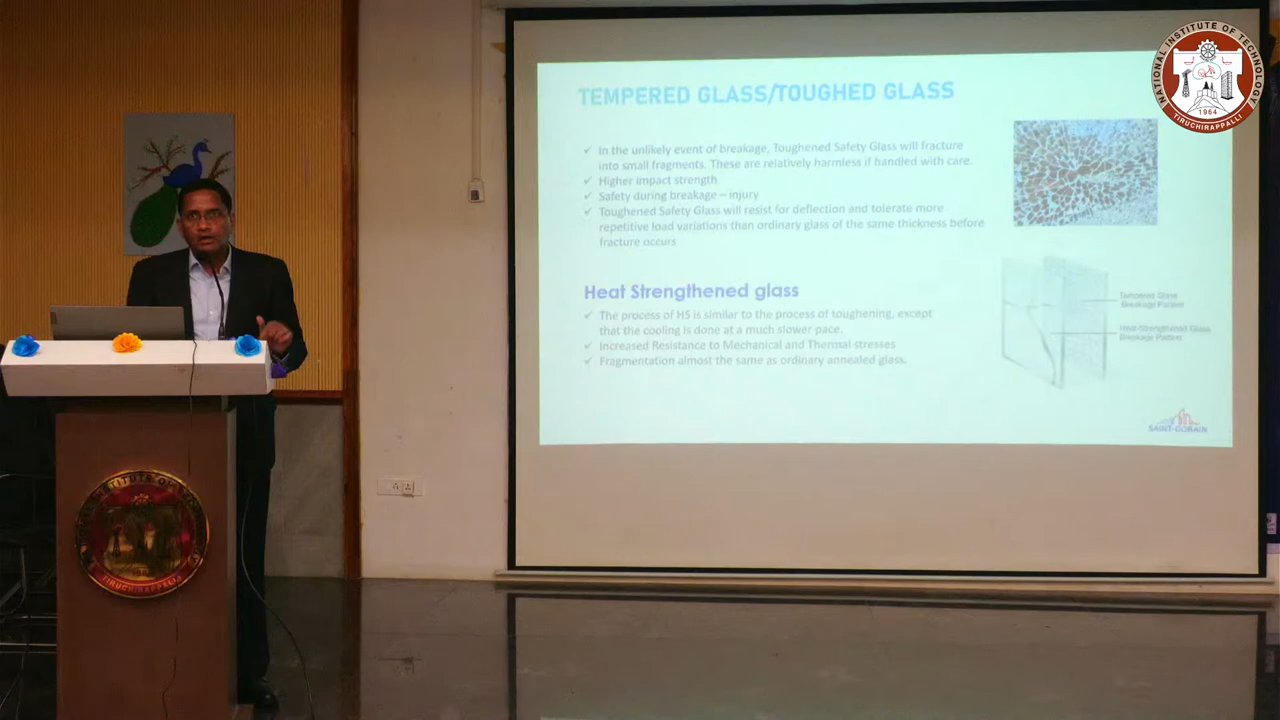 TEMPERED GLASS/TOUGHED GLASS
✓ In the unlikely event of breakage, Toughened Safety Glass will fracture
into small fragments. These are relatively harmless if handled with care.
✓ Higher impact strength
✓ Safety during breakage – injury
✓ Toughened Safety Glass will resist for deflection and tolerate more
repetitive load variations than ordinary glass of the same thickness before
fracture occurs
Heat Strengthened glass
✓ The process of HS is similar to the process of toughening, except
that the cooling is done at a much slower pace.
✓ Increased Resistance to Mechanical and Thermal stresses
✓ Fragmentation almost the same as ordinary annealed glass.
Tempered Glass
Breakage Pattern
Heat-Strengthened Glass
Breakage Pattern
SAINT-GOBAIN
NATIONAL INSTITUTE OF TECHNOLOGY
1964
TIRUCHIRAPPALLI
INSTITUTE OF
TIRUCHIRAPPALLI